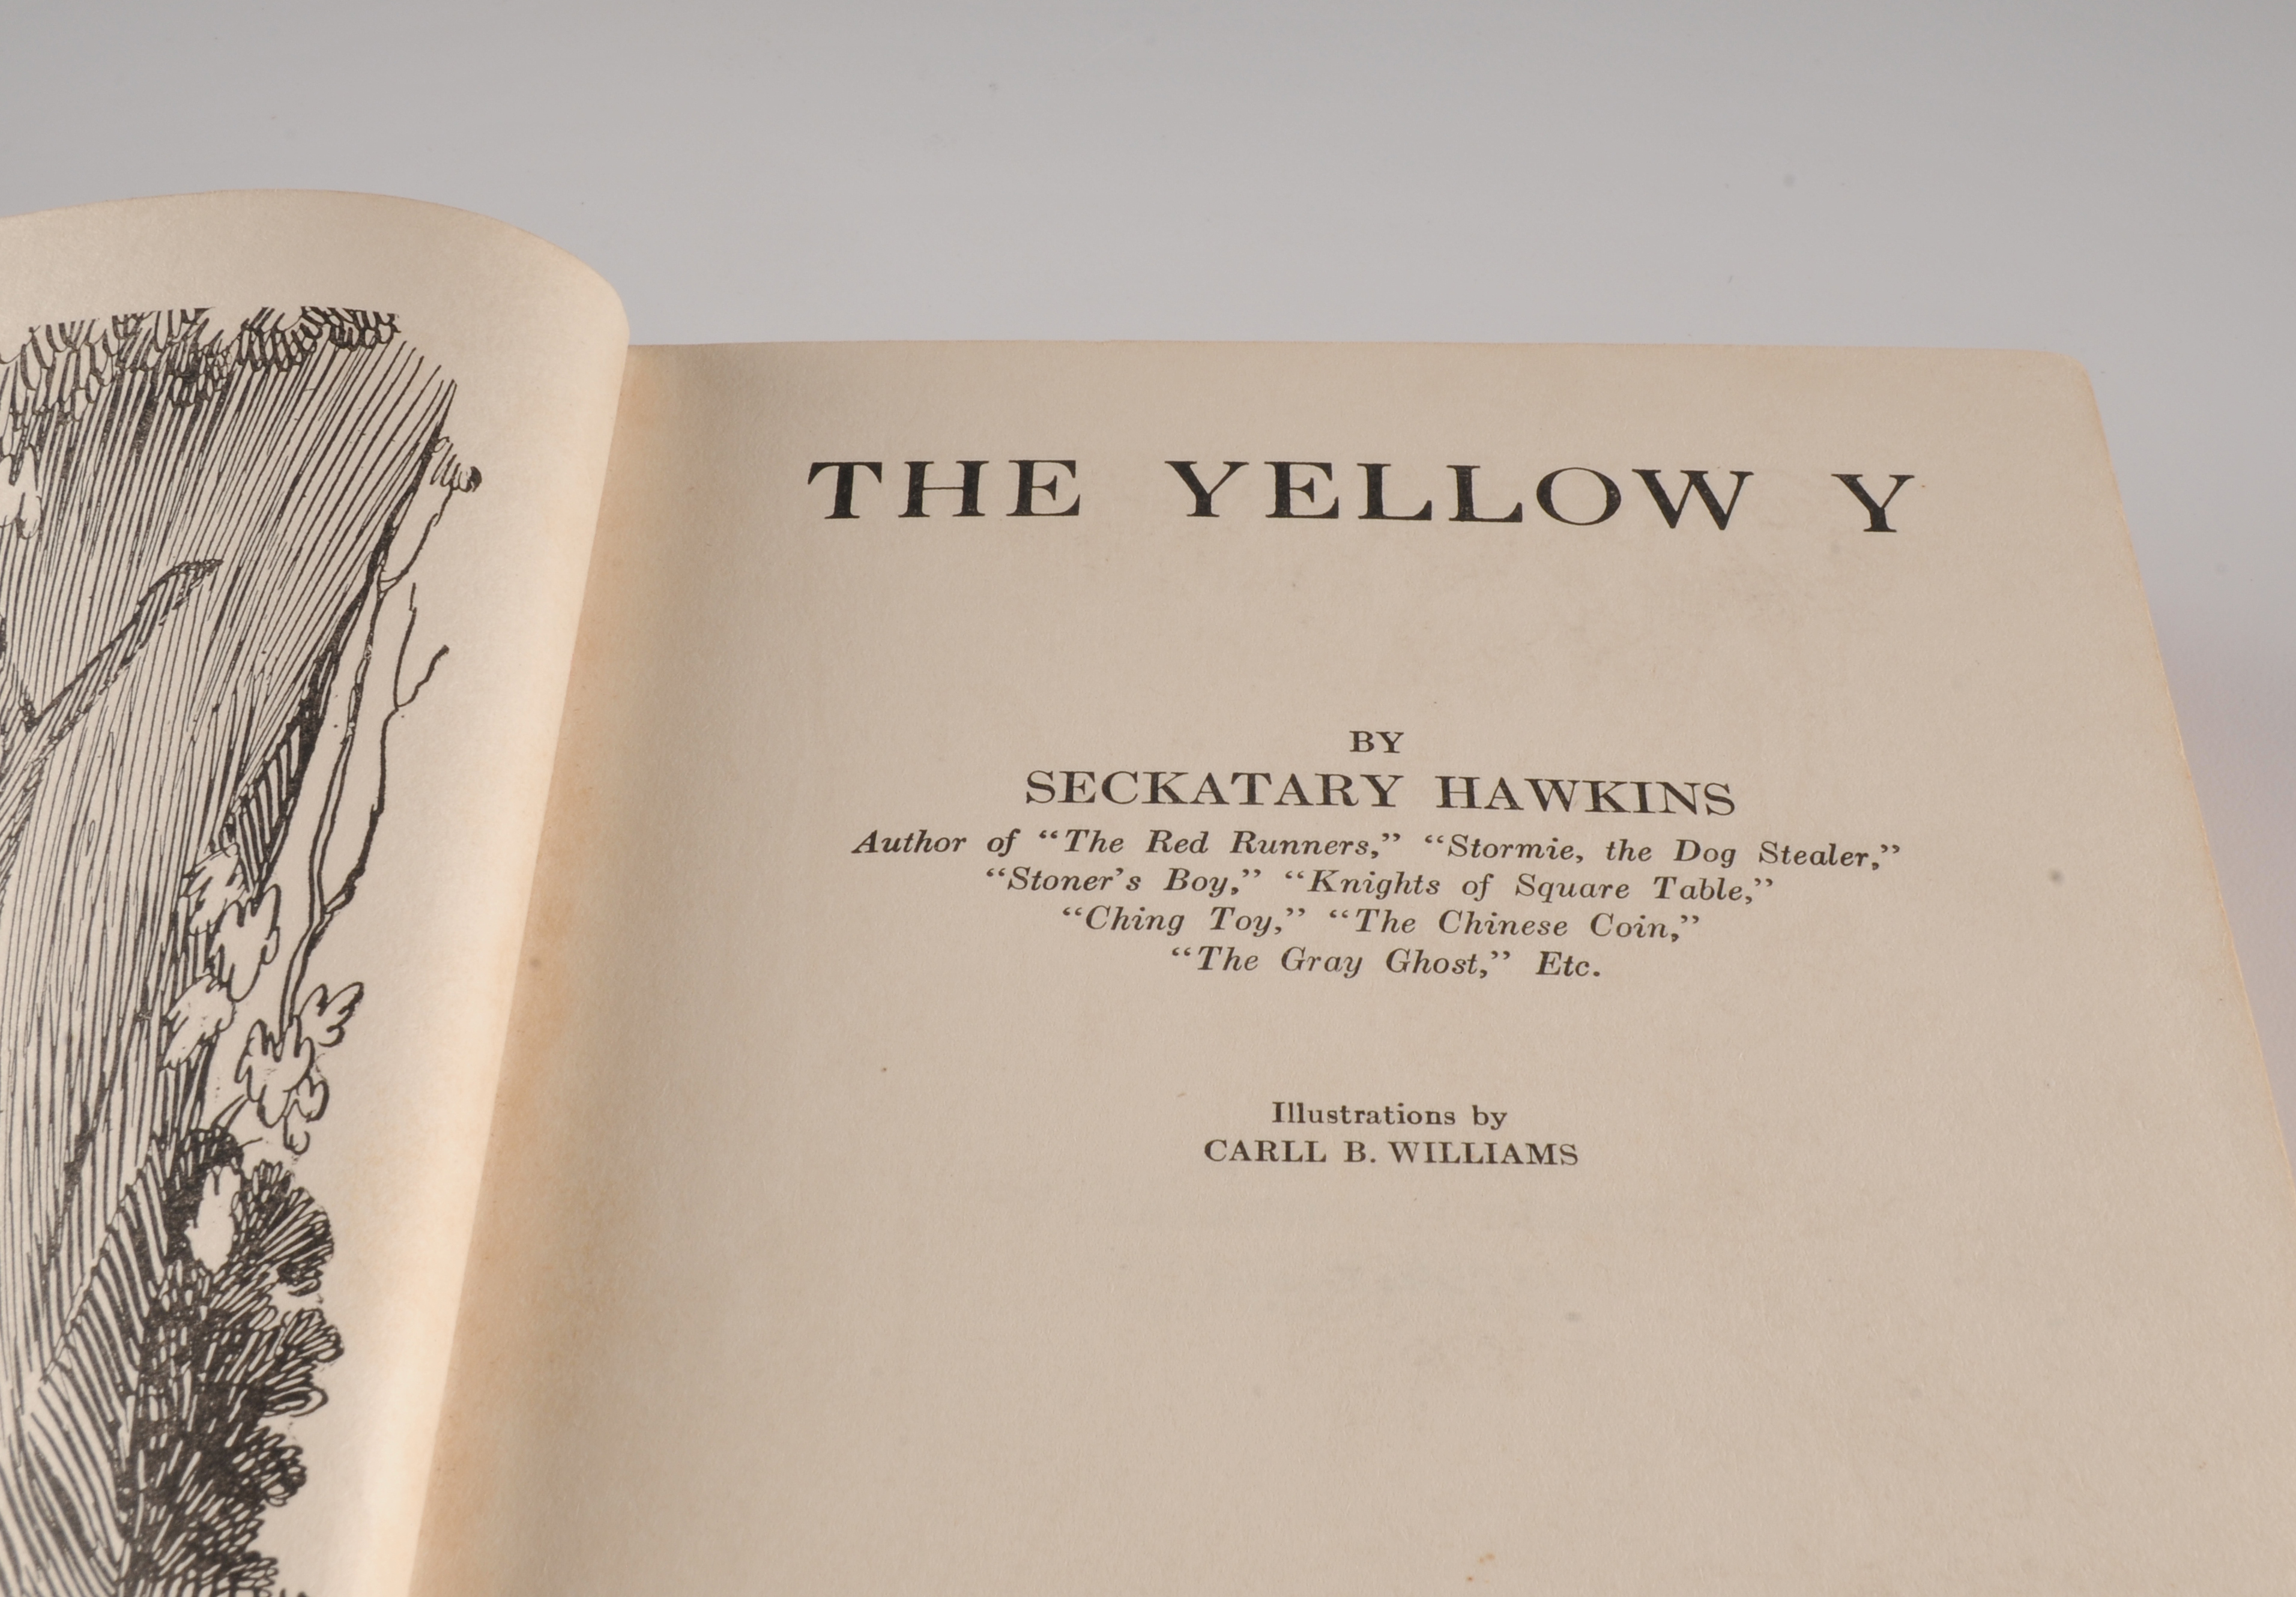 THE YELLOW Y
BY
SECKATARY HAWKINS
Author of “The Red Runners,” “Stormie, the Dog Stealer,”
“Stoner's Boy,” “Knights of Square Table,”
“Ching Toy,” “The Chinese Coin,”
“The Gray Ghost,” Etc.
Illustrations by
CARLL B. WILLIAMS